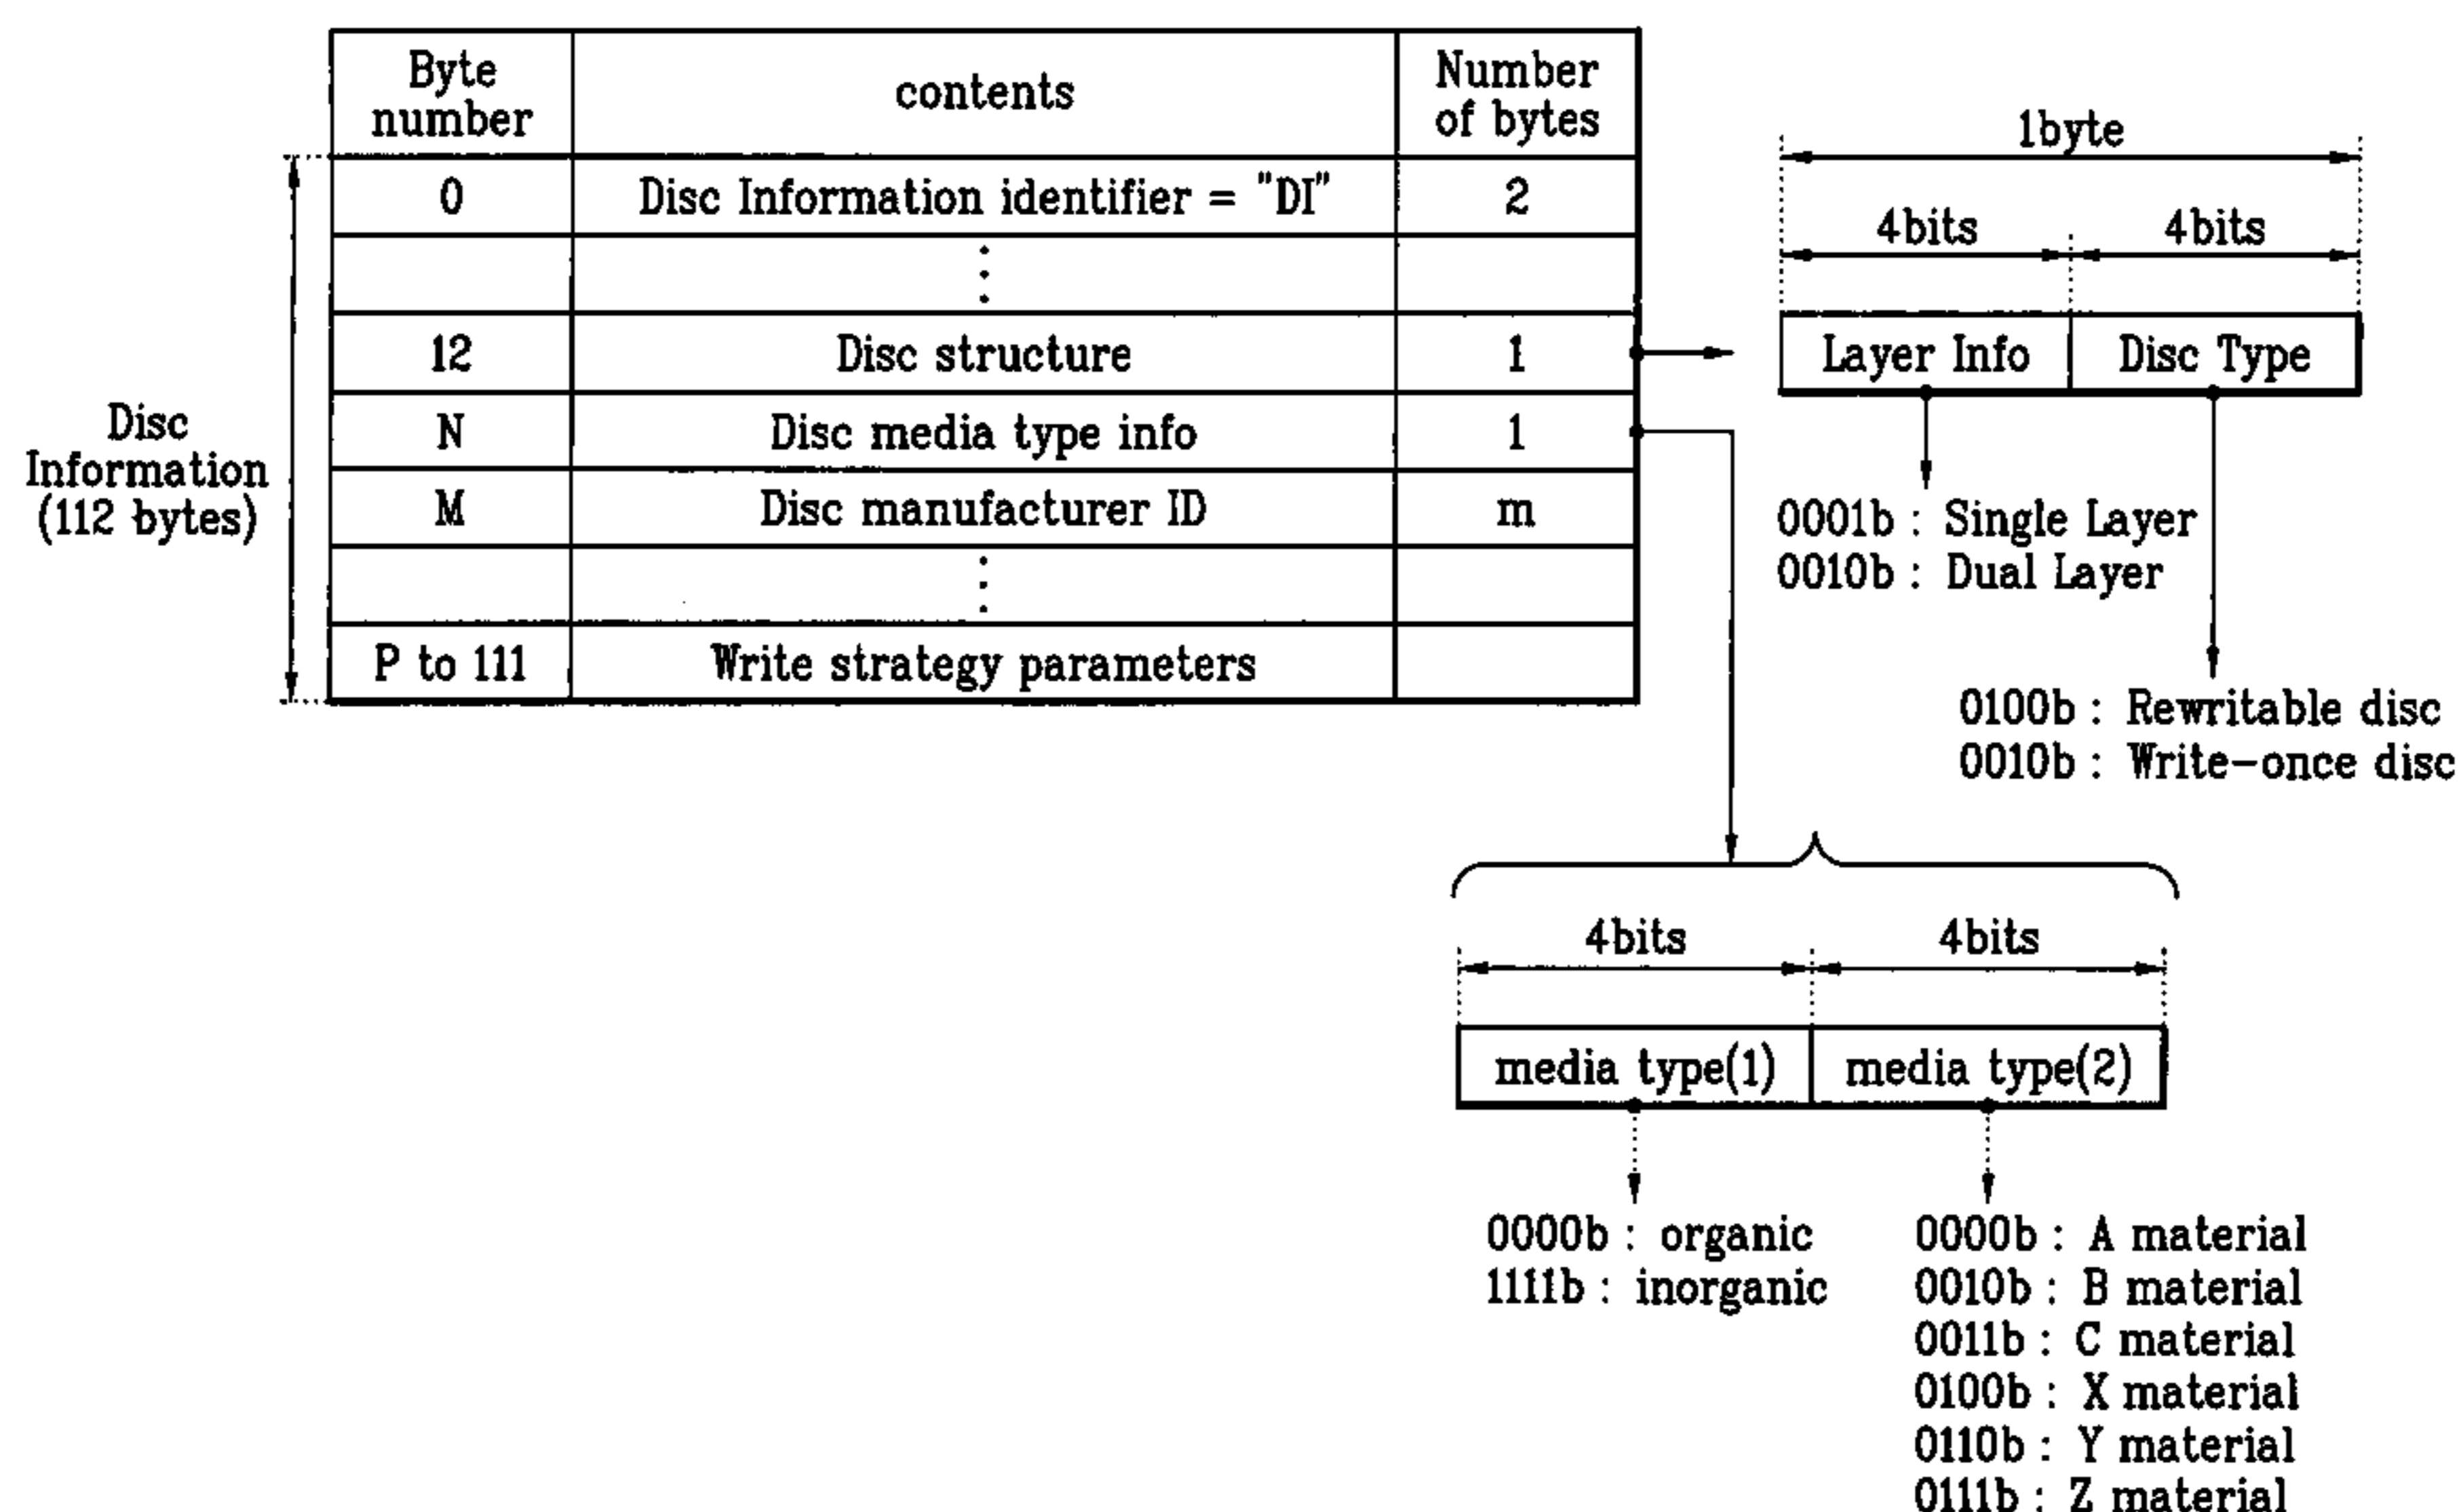 Byte number
contents
Number of bytes
0
Disc Information identifier = "DI"
2
12
Disc structure
1
N
Disc media type info
1
M
Disc manufacturer ID
m
P to 111
Write strategy parameters
Disc
Information
(112 bytes)
1byte
4bits
4bits
Layer Info
Disc Type
0001b : Single Layer
0010b : Dual Layer
0100b : Rewritable disc
0010b : Write-once disc
4bits
4bits
media type(1)
media type(2)
0000b : organic
1111b : inorganic
0000b : A material
0010b : B material
0011b : C material
0100b : X material
0110b : Y material
0111b : Z material